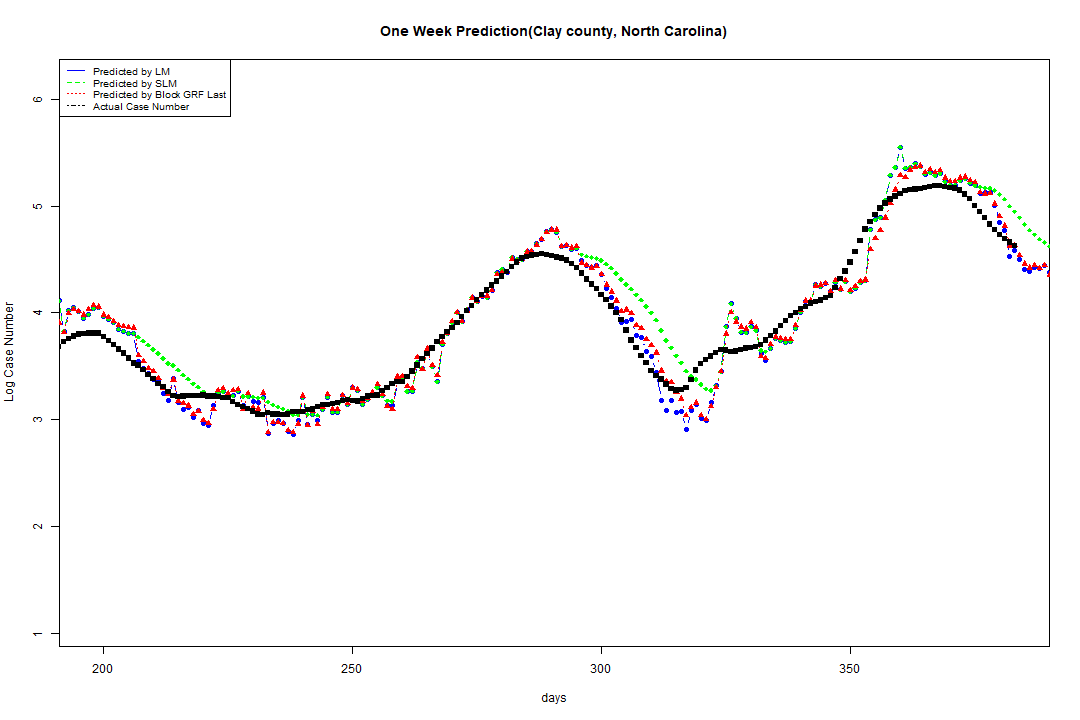 One Week Prediction(Clay county, North Carolina)
Predicted by LM
Predicted by SLM
Predicted by Block GRF Last
Actual Case Number
6
5
4
3
2
1
Log Case Number
200
250
300
350
days